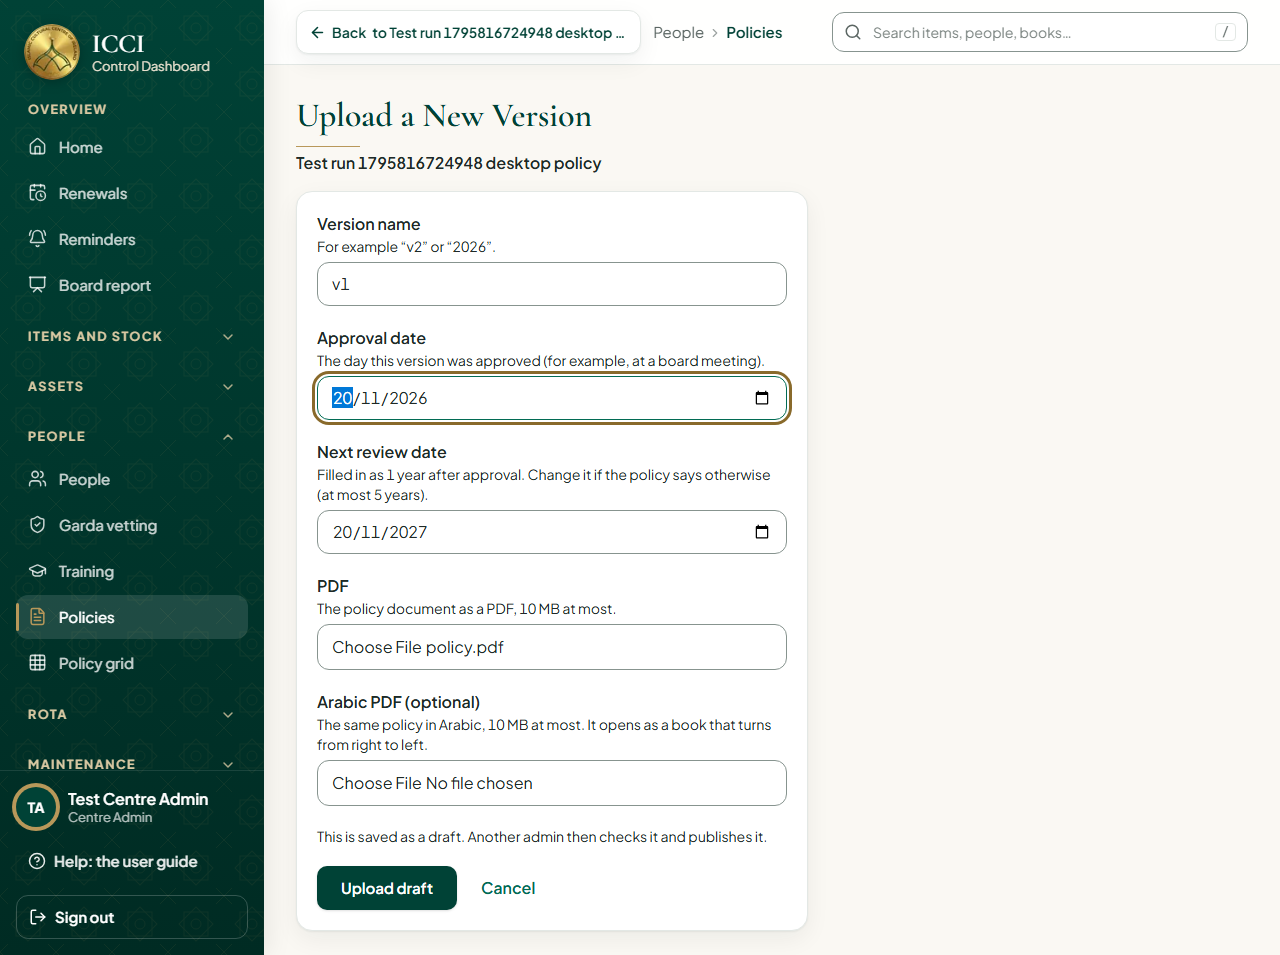 ICCI
Control Dashboard
OVERVIEW
Home
Renewals
Reminders
Board report
ITEMS AND STOCK
ASSETS
PEOPLE
People
Garda vetting
Training
Policies
Policy grid
ROTA
MAINTENANCE
TA
Test Centre Admin
Centre Admin
Help: the user guide
Sign out
Back to Test run 1795816724948 desktop ...
People > Policies
Search items, people, books...
/
Upload a New Version
Test run 1795816724948 desktop policy
Version name
For example “v2” or “2026”.
v1
Approval date
The day this version was approved (for example, at a board meeting).
20/11/2026
Next review date
Filled in as 1 year after approval. Change it if the policy says otherwise
(at most 5 years).
20/11/2027
PDF
The policy document as a PDF, 10 MB at most.
Choose File policy.pdf
Arabic PDF (optional)
The same policy in Arabic, 10 MB at most. It opens as a book that turns
from right to left.
Choose File No file chosen
This is saved as a draft. Another admin then checks it and publishes it.
Upload draft
Cancel